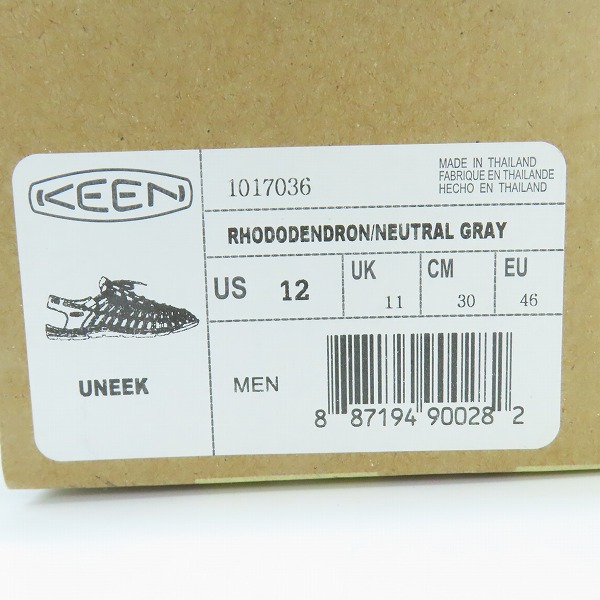 KEEN
1017036
MADE IN THAILAND
FABRIQUE EN THAILANDE
HECHO EN THAILAND
RHODODENDRON/NEUTRAL GRAY
US 12
UK 11
CM 30
EU 46
UNEEK
MEN
8 87194 90028 2